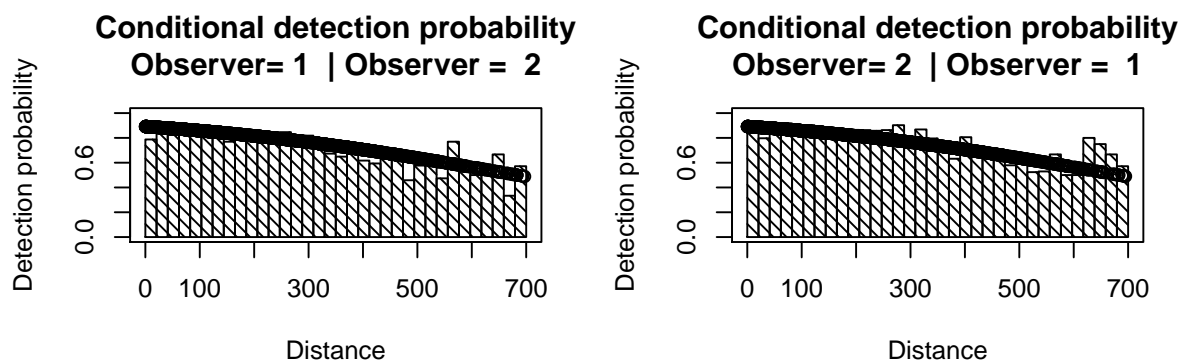 Conditional detection probability
Observer= 1 | Observer = 2
Detection probability
0.0
0.6
0
100
300
500
700
Distance
Conditional detection probability
Observer= 2 | Observer = 1
Detection probability
0.0
0.6
0
100
300
500
700
Distance